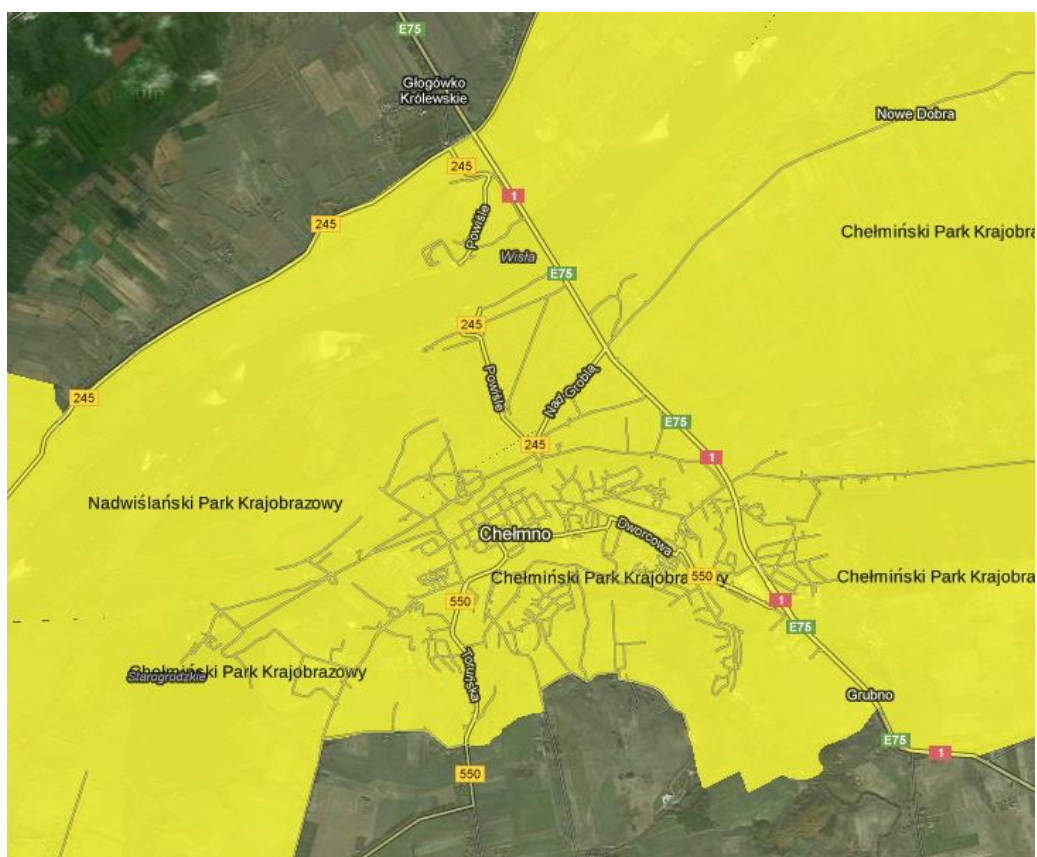 E75
Głogówko
Królewskie
Nowe Dobra
245
1
245
Powiśle
Chełmiński Park Krajobra
Wisła
E75
245
Powiśle
Nad Groblą
245
E75
245
1
Nadwiślański Park Krajobrazowy
Chełmno
Dworcowa
Chełmiński Park Krajobrazowy
550
Chełmiński Park Krajobra
550
1
E75
Chełmiński Park Krajobrazowy
Starogrodzkie
Toruńska
Grubno
E75
1
550